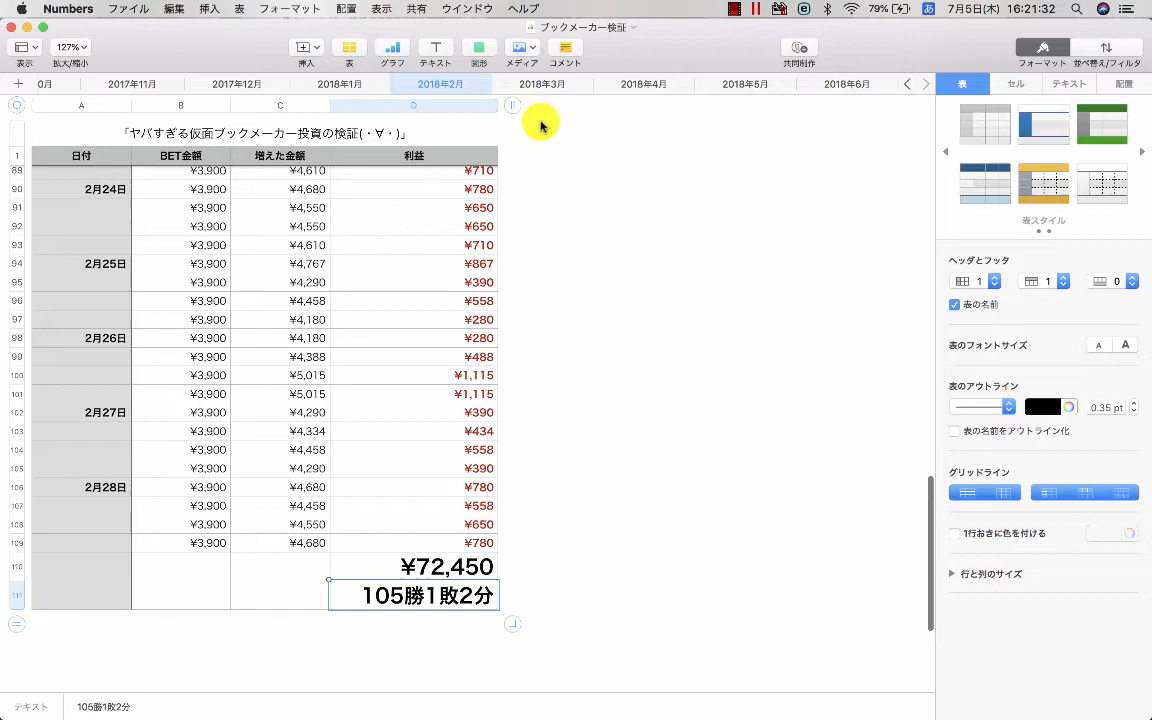 Numbers ファイル 編集 挿入 表 フォーマット 配置 表示 共有 ウインドウ ヘルプ 79% あ 7月5日(木) 16:21:32
ブックメーカー検証
127%
表示 拡大/縮小 挿入 表 グラフ テキスト 図形 メディア コメント 共同制作 フォーマット 並べ替え/フィルタ
0月 2017年11月 2017年12月 2018年1月 2018年2月 2018年3月 2018年4月 2018年5月 2018年6月
表 セル テキスト 配置
A B C D
「ヤバすぎる仮面ブックメーカー投資の検証(・∀・)」
1 日付 BET金額 増えた金額 利益
89 ¥3,900 ¥4,610 ¥710
90 2月24日 ¥3,900 ¥4,680 ¥780
91 ¥3,900 ¥4,550 ¥650
92 ¥3,900 ¥4,550 ¥650
93 ¥3,900 ¥4,610 ¥710
94 2月25日 ¥3,900 ¥4,767 ¥867
95 ¥3,900 ¥4,290 ¥390
96 ¥3,900 ¥4,458 ¥558
97 ¥3,900 ¥4,180 ¥280
98 2月26日 ¥3,900 ¥4,180 ¥280
99 ¥3,900 ¥4,388 ¥488
100 ¥3,900 ¥5,015 ¥1,115
101 ¥3,900 ¥5,015 ¥1,115
102 2月27日 ¥3,900 ¥4,290 ¥390
103 ¥3,900 ¥4,334 ¥434
104 ¥3,900 ¥4,458 ¥558
105 ¥3,900 ¥4,290 ¥390
106 2月28日 ¥3,900 ¥4,680 ¥780
107 ¥3,900 ¥4,458 ¥558
108 ¥3,900 ¥4,550 ¥650
109 ¥3,900 ¥4,680 ¥780
110 ¥72,450
111 105勝1敗2分
テキスト 105勝1敗2分
表スタイル
ヘッダとフッタ
1 1 0
表の名前
表のフォントサイズ A A
表のアウトライン
0.35 pt
表の名前をアウトライン化
グリッドライン
1行おきに色を付ける
行と列のサイズ